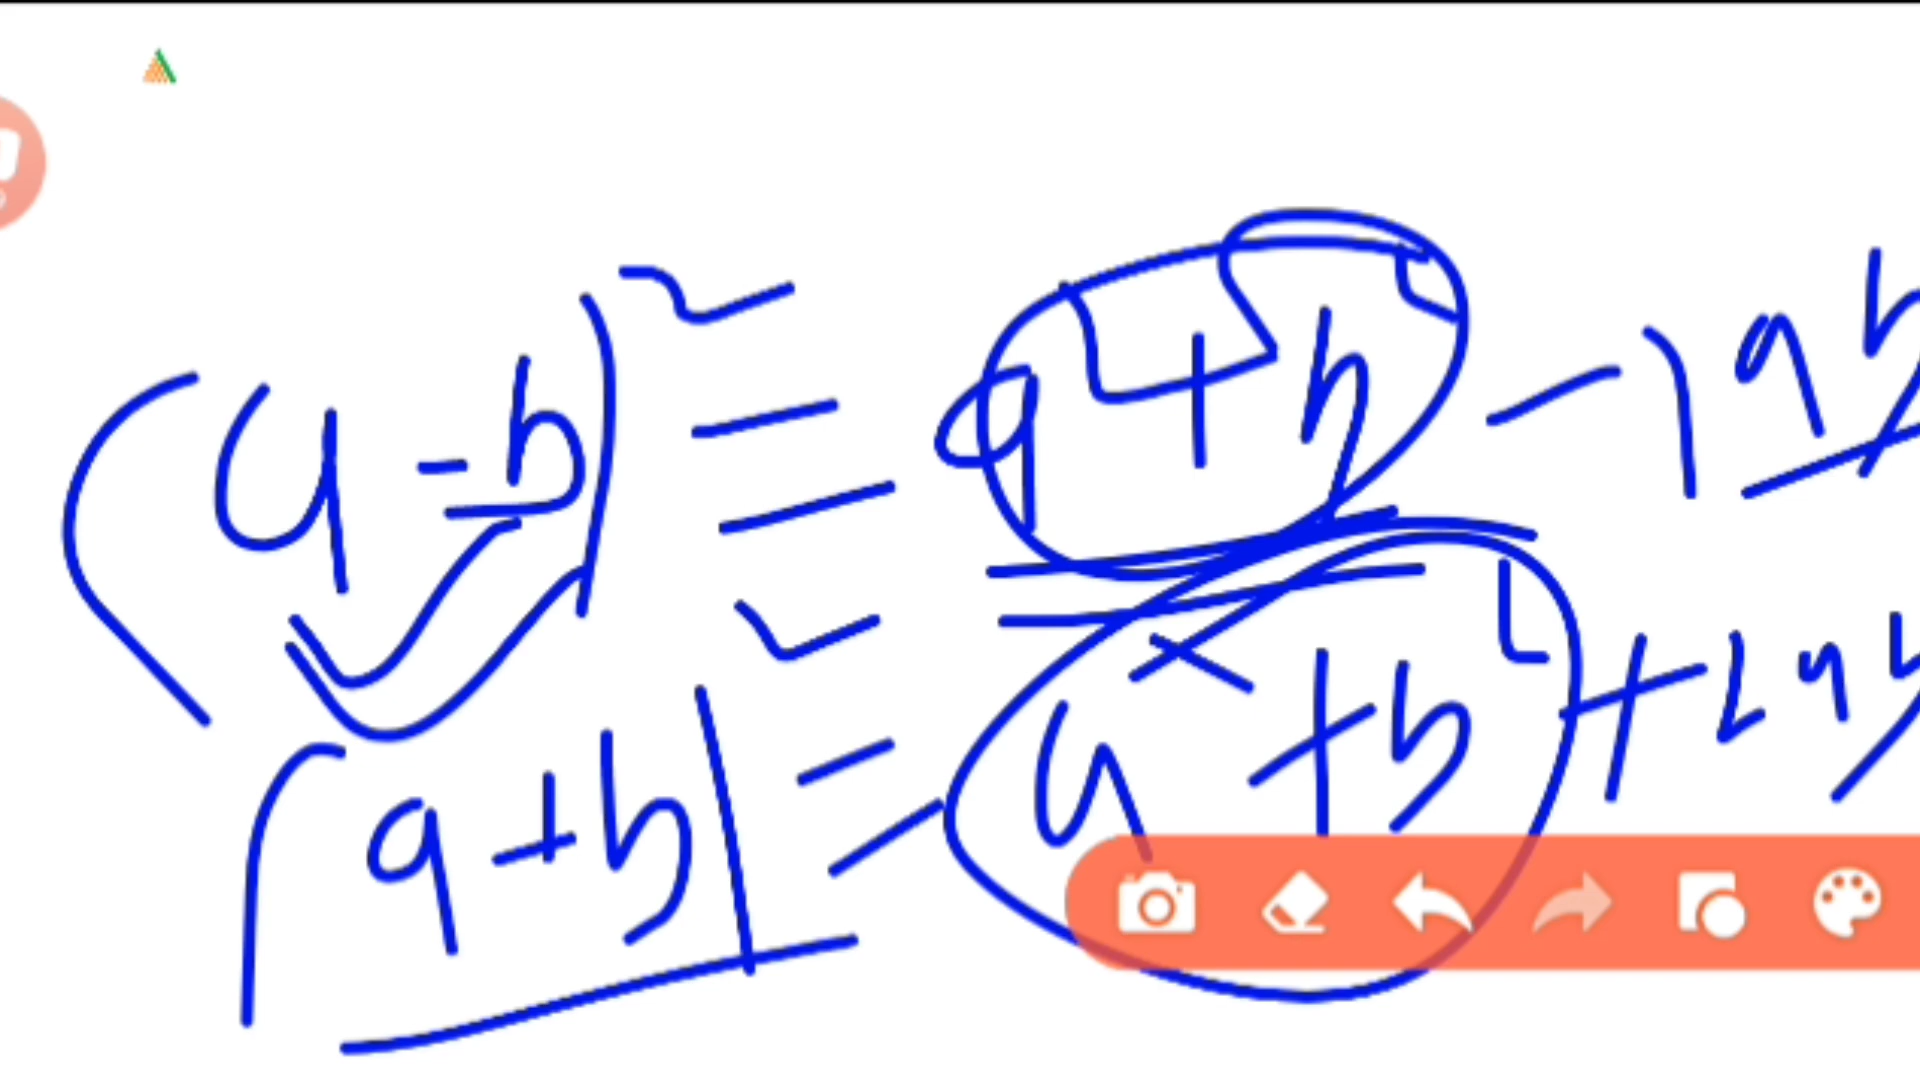 (a-b)² = a²+b² - 2ab
(a+b)² = a²+b² + 2ab